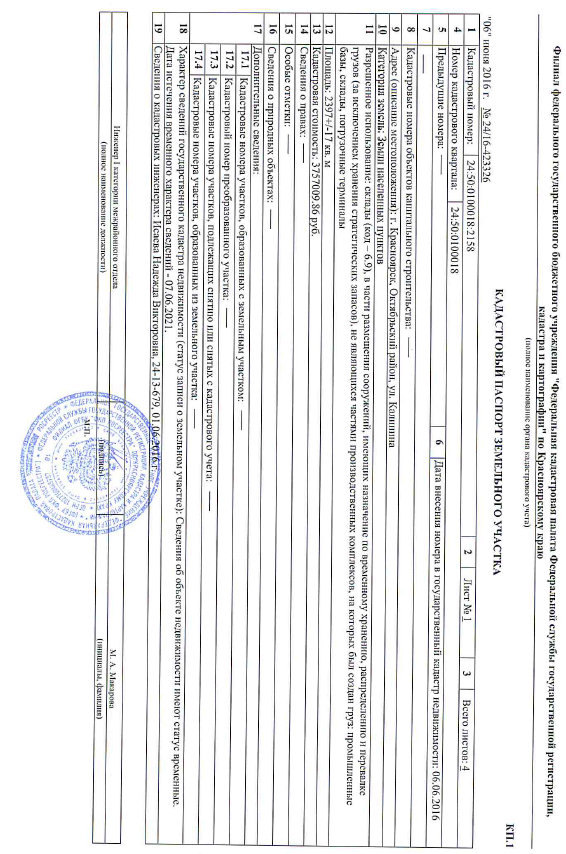 Филиал федерального государственного бюджетного учреждения "Федеральная кадастровая палата Федеральной службы государственной регистрации,
кадастра и картографии" по Красноярскому краю
(полное наименование органа кадастрового учета)
КП.1
КАДАСТРОВЫЙ ПАСПОРТ ЗЕМЕЛЬНОГО УЧАСТКА
"06" июня 2016 г. № 24/16-423326
1 Кадастровый номер: 24:50:0100018:2158 2 Лист № 1 3 Всего листов: 4
4 Номер кадастрового квартала: 24:50:0100018
5 Предыдущие номера: —— 6 Дата внесения номера в государственный кадастр недвижимости: 06.06.2016
7 ——
8 Кадастровые номера объектов капитального строительства: ——
9 Адрес (описание местоположения): г. Красноярск, Октябрьский район, ул. Калинина
10 Категория земель: Земли населенных пунктов
11 Разрешенное использование: склады (код – 6.9), в части размещения сооружений, имеющих назначение по временному хранению, распределению и перевалке
грузов (за исключением хранения стратегических запасов), не являющихся частями производственных комплексов, на которых был создан груз: промышленные
базы, склады, погрузочные терминалы
12 Площадь: 2397+/-17 кв. м
13 Кадастровая стоимость: 3757009.86 руб.
14 Сведения о правах: ——
15 Особые отметки: ——
16 Сведения о природных объектах: ——
17 Дополнительные сведения:
17.1 Кадастровые номера участков, образованных с земельным участком: ——
17.2 Кадастровый номер преобразованного участка: ——
17.3 Кадастровые номера участков, подлежащих снятию или снятых с кадастрового учета: ——
17.4 Кадастровые номера участков, образованных из земельного участка: ——
18 Характер сведений государственного кадастра недвижимости (статус записи о земельном участке): Сведения об объекте недвижимости имеют статус временные.
Дата истечения временного характера сведений - 07.06.2021.
19 Сведения о кадастровых инженерах: Исаева Надежда Викторовна, 24-13-679, 01.06.2016 г.
Инженер I категории межрайонного отдела М. А. Макарова
(полное наименование должности) (подпись) (инициалы, фамилия)
М.П.